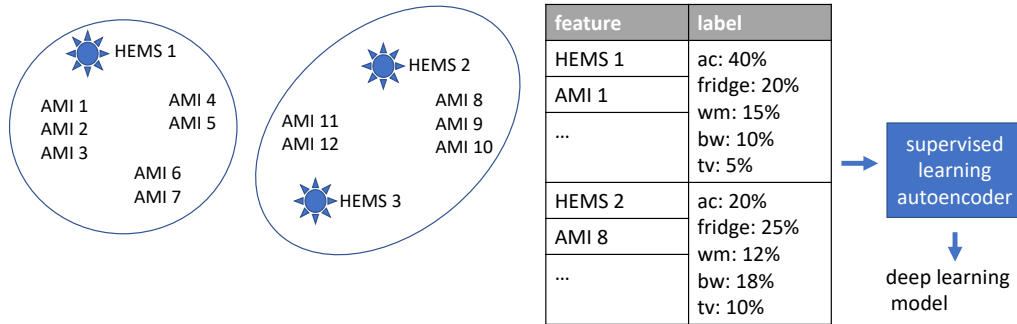 HEMS 1
AMI 1
AMI 2
AMI 3
AMI 4
AMI 5
AMI 6
AMI 7
HEMS 2
AMI 8
AMI 9
AMI 10
AMI 11
AMI 12
HEMS 3
feature label
HEMS 1
AMI 1
...
ac: 40%
fridge: 20%
wm: 15%
bw: 10%
tv: 5%
HEMS 2
AMI 8
...
ac: 20%
fridge: 25%
wm: 12%
bw: 18%
tv: 10%
supervised
learning
autoencoder
deep learning
model